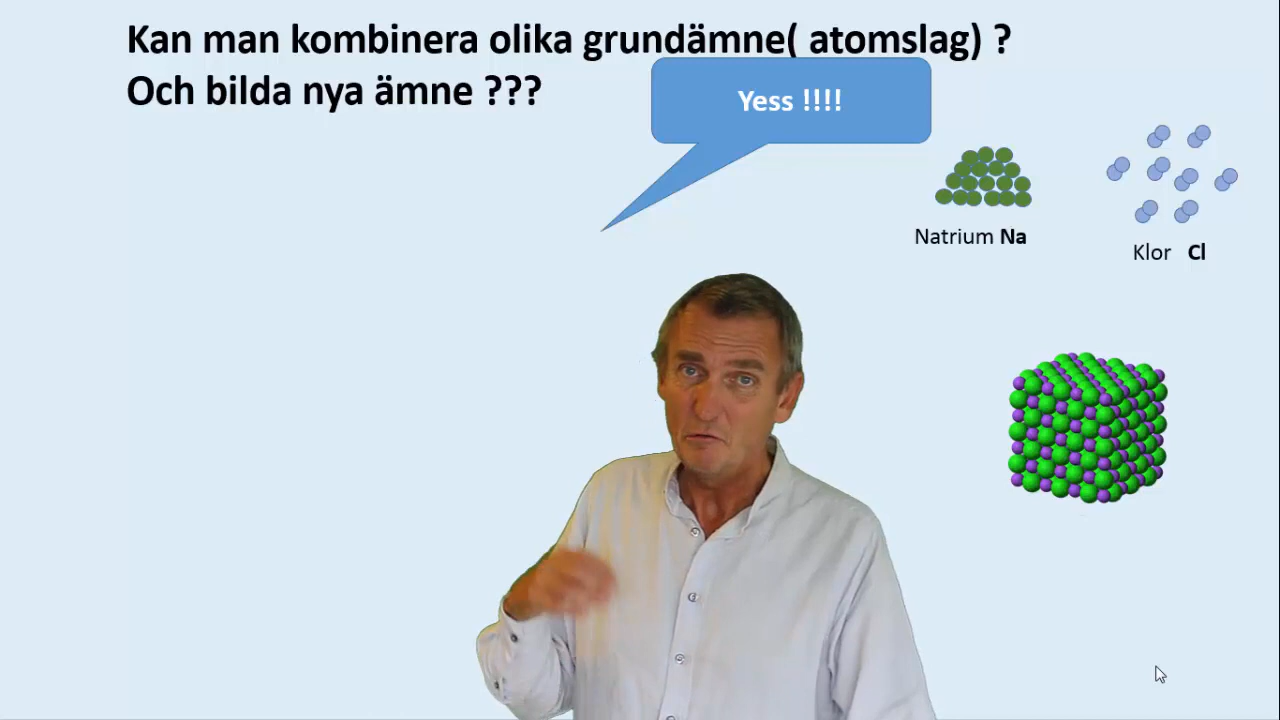 Kan man kombinera olika grundämne( atomslag) ?
Och bilda nya ämne ???
Yess !!!!
Natrium Na
Klor Cl